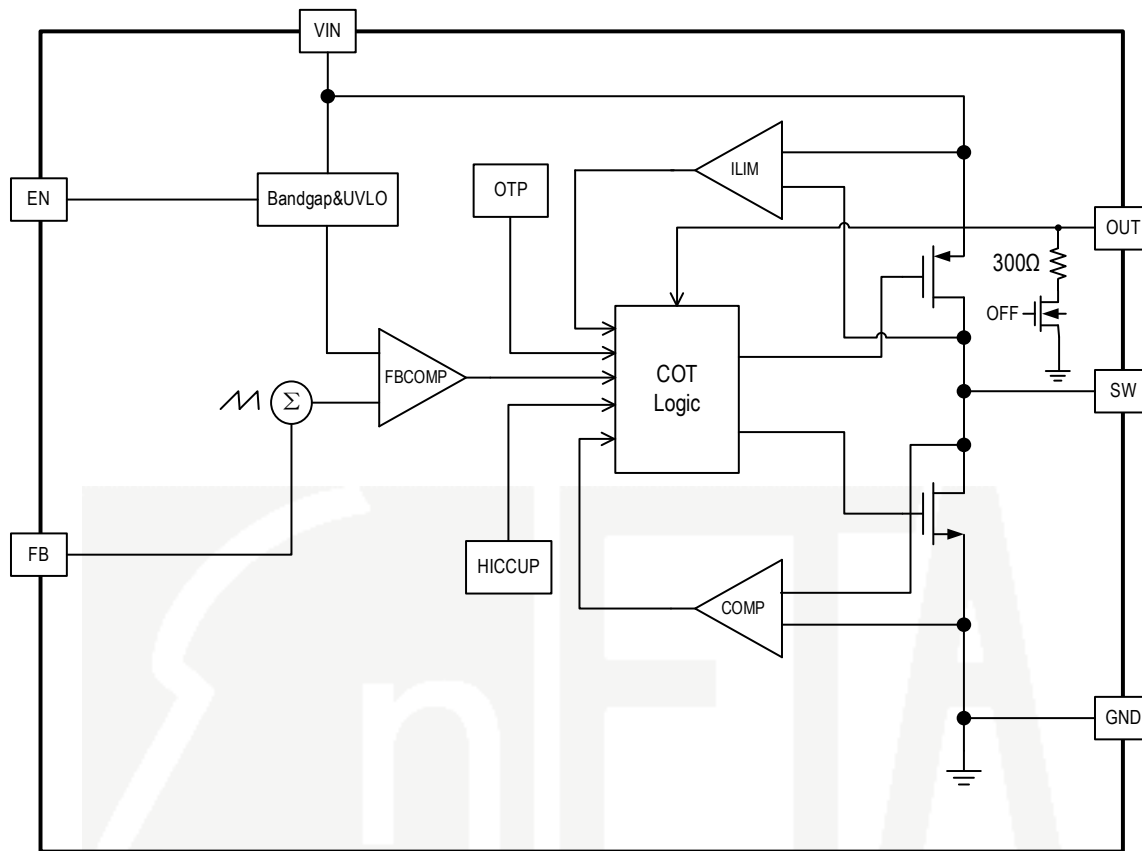 VIN
EN
Bandgap&UVLO
OTP
ILIM
OUT
300Ω
OFF
FBCOMP
COT
Logic
Σ
SW
FB
HICCUP
COMP
GND